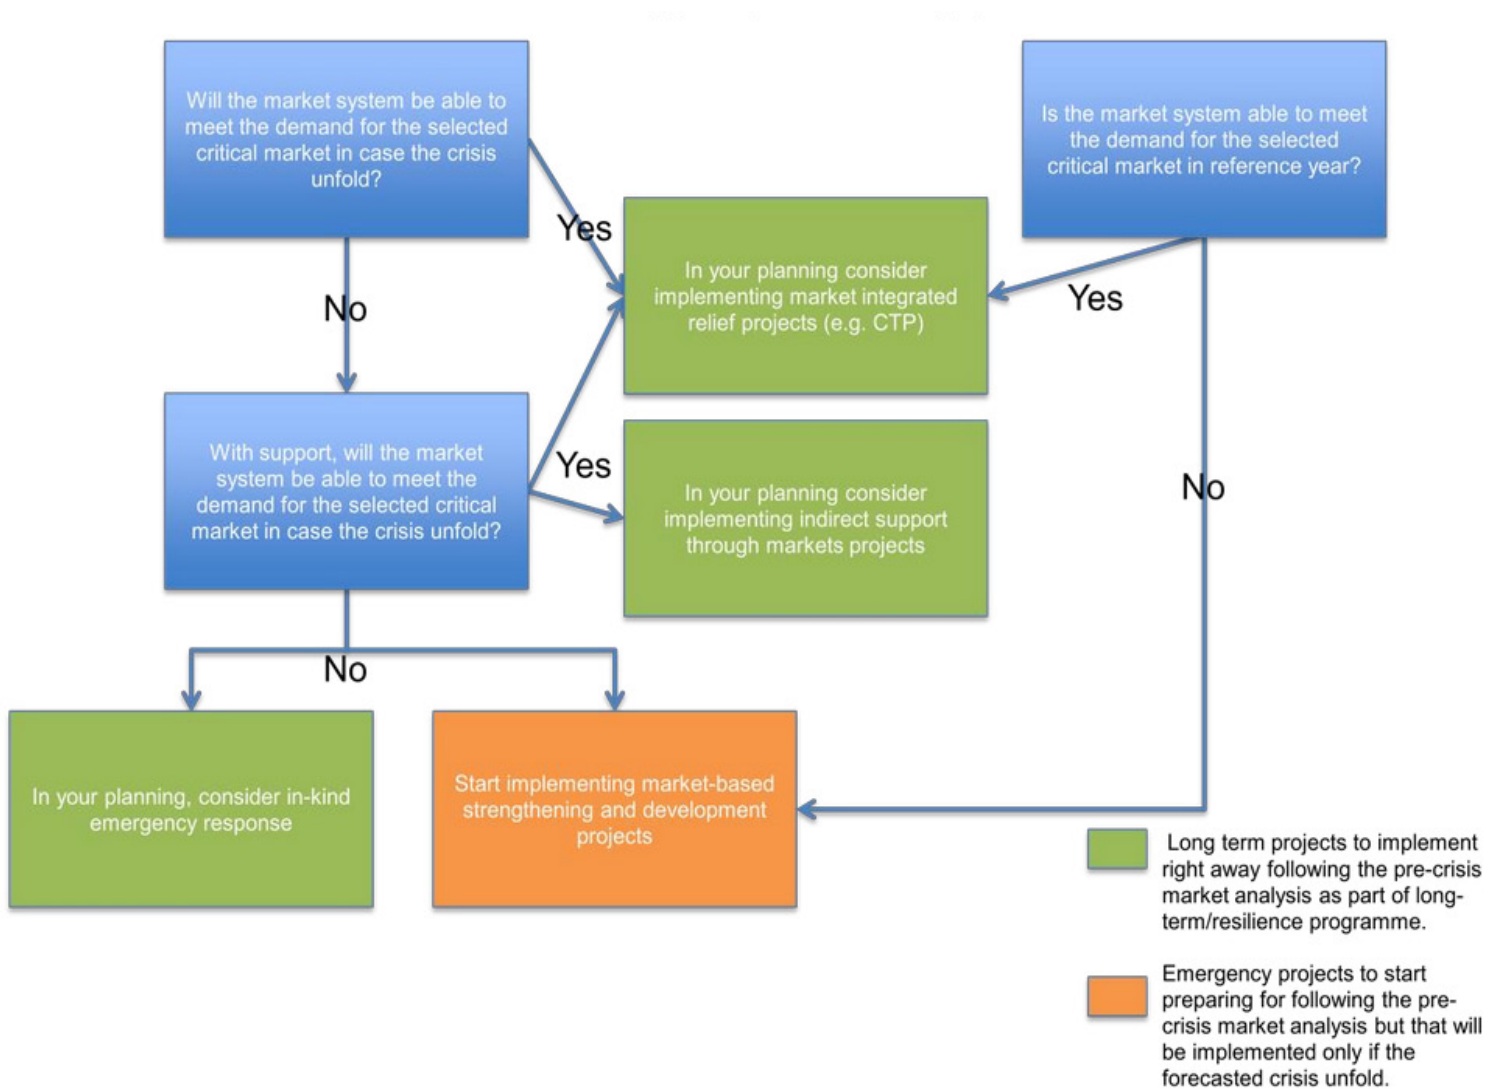 Will the market system be able to
meet the demand for the selected
critical market in case the crisis
unfold?
Is the market system able to meet
the demand for the selected
critical market in reference year?
Yes
In your planning consider
implementing market integrated
relief projects (e.g. CTP)
Yes
No
With support, will the market
system be able to meet the
demand for the selected critical
market in case the crisis unfold?
Yes
In your planning consider
implementing indirect support
through markets projects
No
No
In your planning, consider in-kind
emergency response
Start implementing market-based
strengthening and development
projects
Long term projects to implement
right away following the pre-crisis
market analysis as part of long-
term/resilience programme.
Emergency projects to start
preparing for following the pre-
crisis market analysis but that will
be implemented only if the
forecasted crisis unfold.